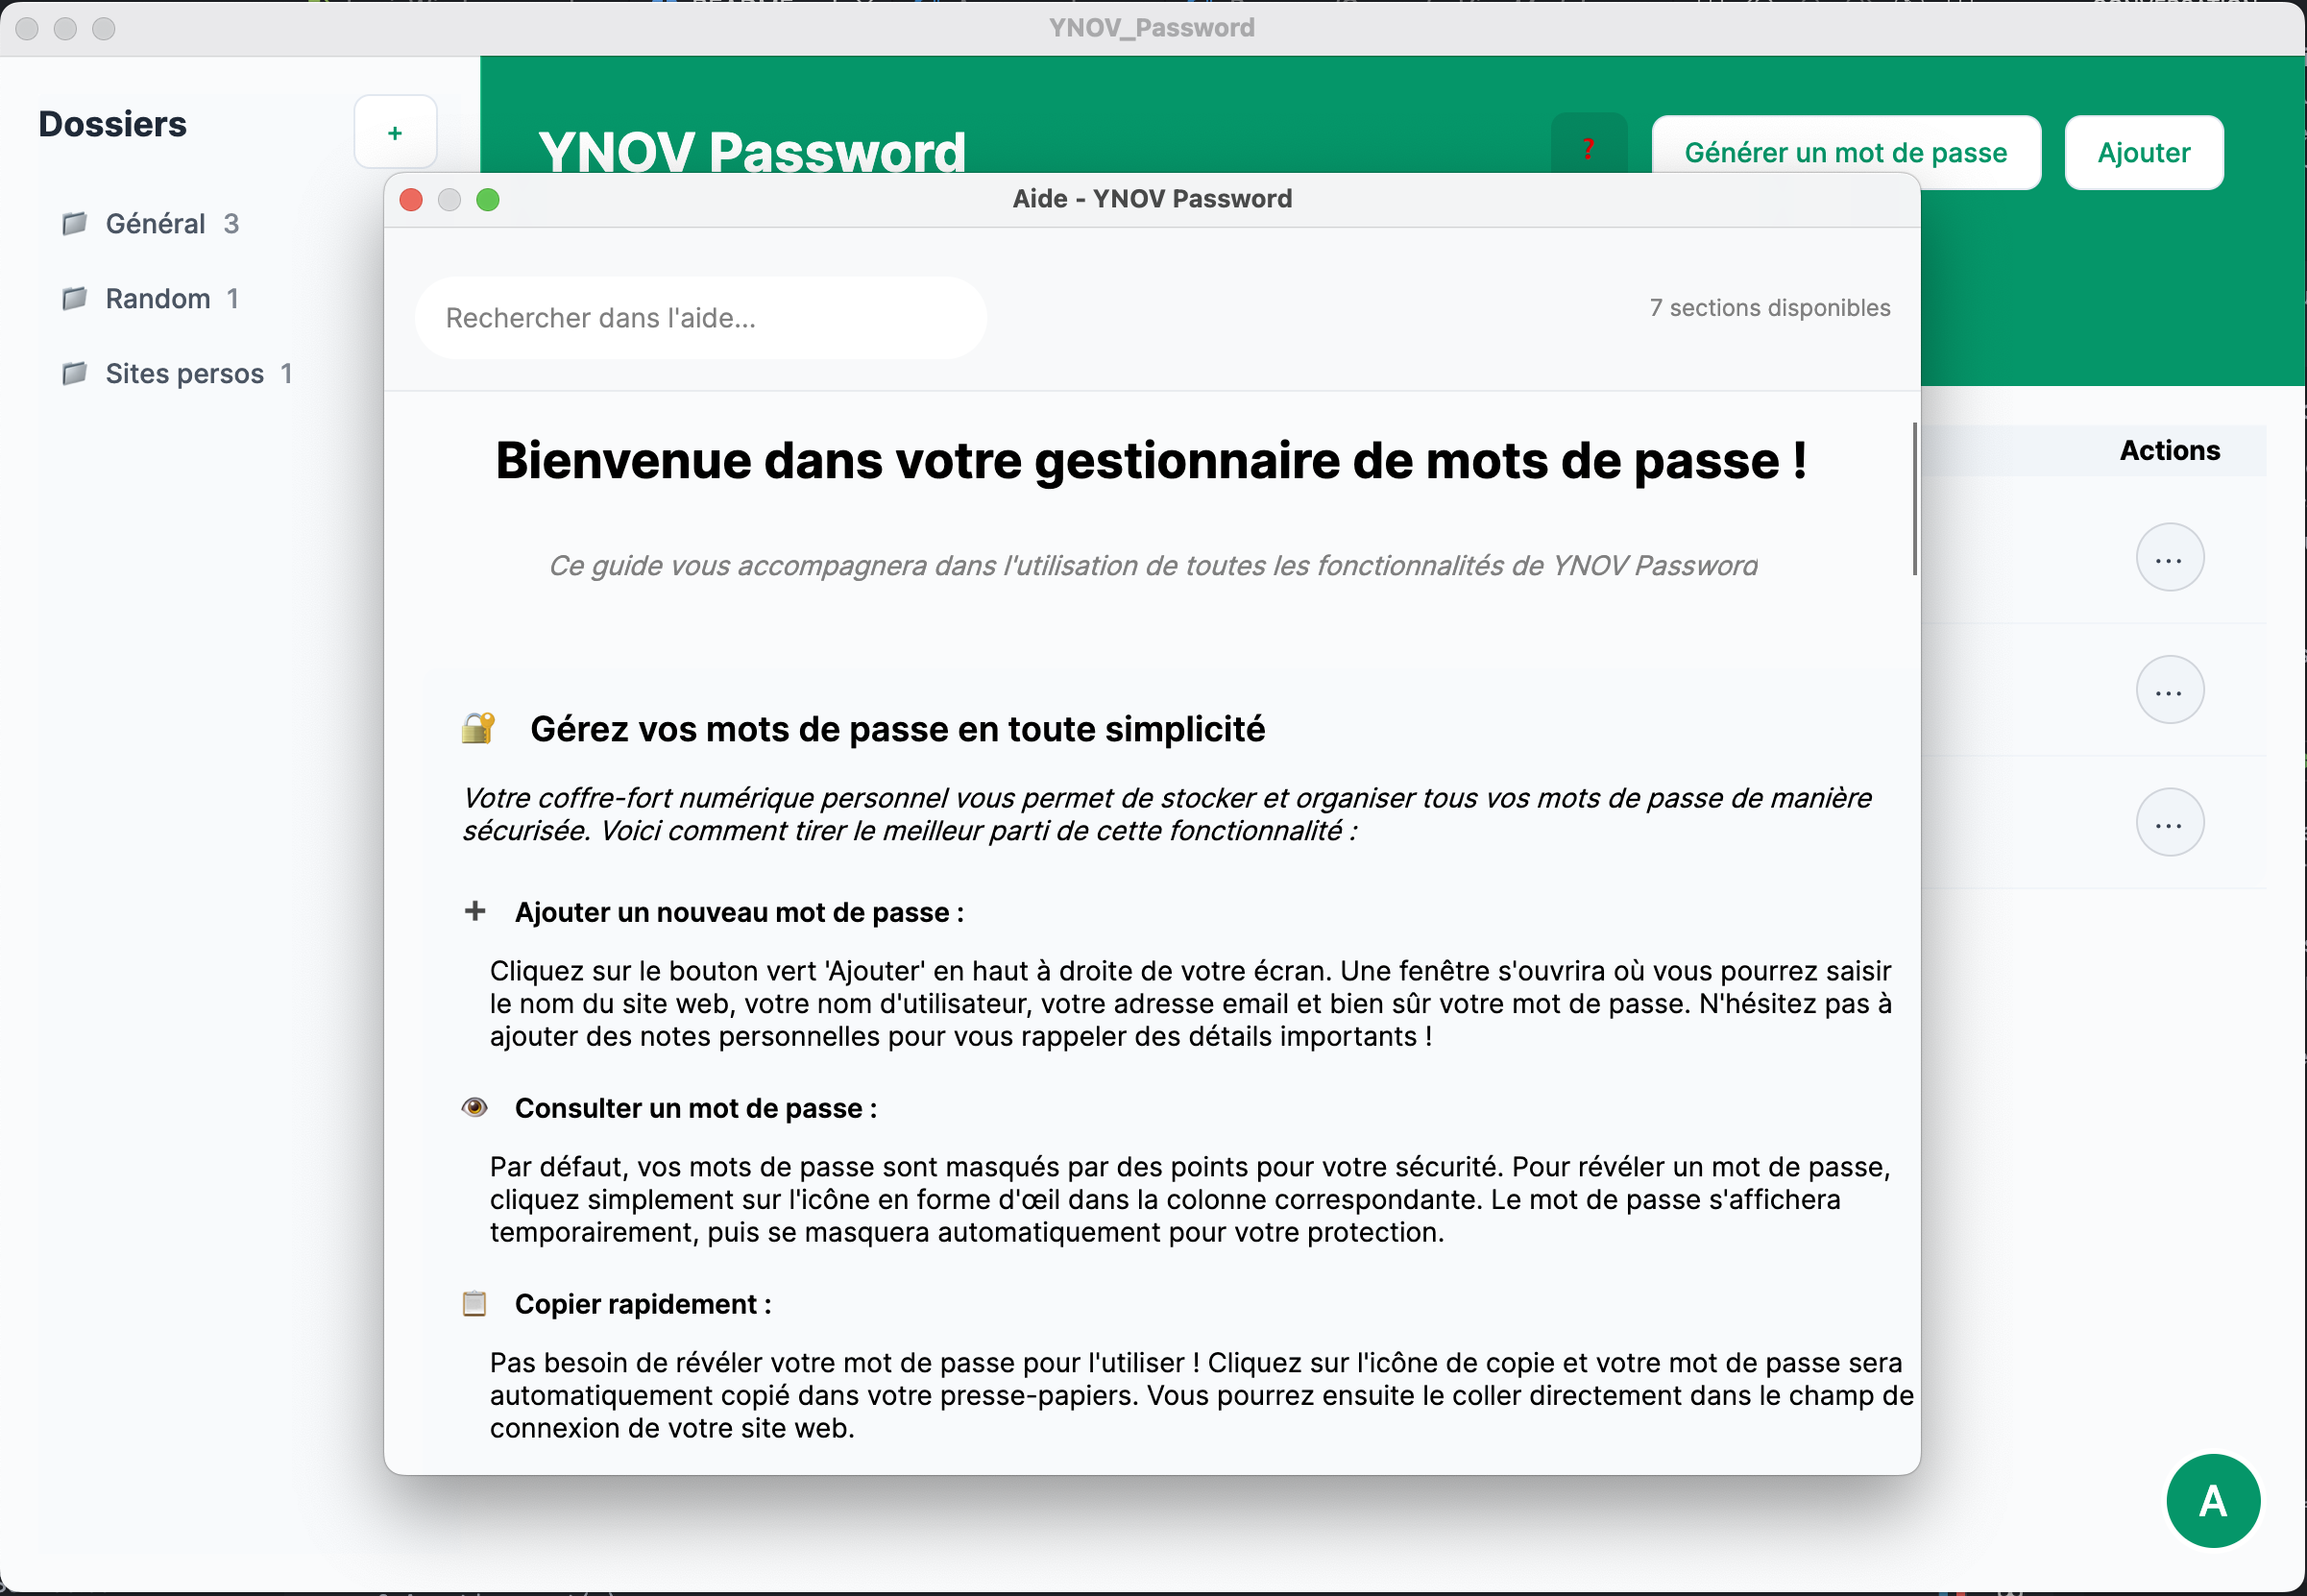 YNOV_Password
Dossiers
+
Général 3
Random 1
Sites persos 1
YNOV Password
?
Générer un mot de passe
Ajouter
Actions
...
...
...
A
Aide - YNOV Password
Rechercher dans l'aide...
7 sections disponibles
Bienvenue dans votre gestionnaire de mots de passe !
Ce guide vous accompagnera dans l'utilisation de toutes les fonctionnalités de YNOV Password
Gérez vos mots de passe en toute simplicité
Votre coffre-fort numérique personnel vous permet de stocker et organiser tous vos mots de passe de manière
sécurisée. Voici comment tirer le meilleur parti de cette fonctionnalité :
Ajouter un nouveau mot de passe :
Cliquez sur le bouton vert 'Ajouter' en haut à droite de votre écran. Une fenêtre s'ouvrira où vous pourrez saisir
le nom du site web, votre nom d'utilisateur, votre adresse email et bien sûr votre mot de passe. N'hésitez pas à
ajouter des notes personnelles pour vous rappeler des détails importants !
Consulter un mot de passe :
Par défaut, vos mots de passe sont masqués par des points pour votre sécurité. Pour révéler un mot de passe,
cliquez simplement sur l'icône en forme d'œil dans la colonne correspondante. Le mot de passe s'affichera
temporairement, puis se masquera automatiquement pour votre protection.
Copier rapidement :
Pas besoin de révéler votre mot de passe pour l'utiliser ! Cliquez sur l'icône de copie et votre mot de passe sera
automatiquement copié dans votre presse-papiers. Vous pourrez ensuite le coller directement dans le champ de
connexion de votre site web.